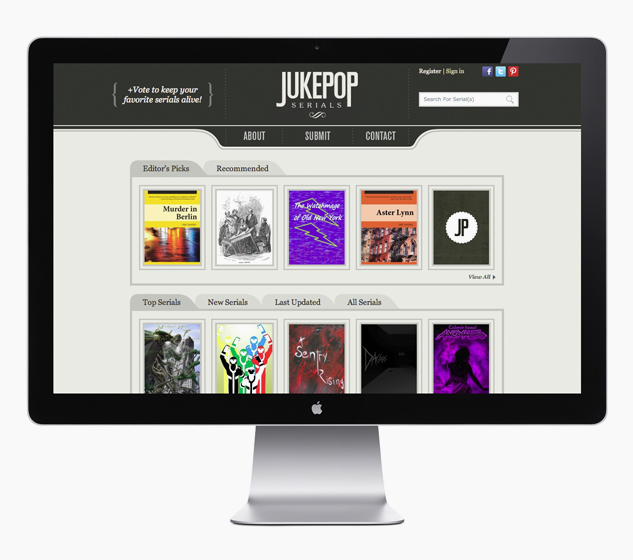 +Vote to keep your
favorite serials alive!
JUKEPOP
SERIALS
Register | Sign in
Search For Serial(s)
ABOUT
SUBMIT
CONTACT
Editor's Picks
Recommended
Murder in
Berlin
The Watchmage
of Old New York
Aster Lynn
JP
View All
Top Serials
New Serials
Last Updated
All Serials
Sentry
Rising